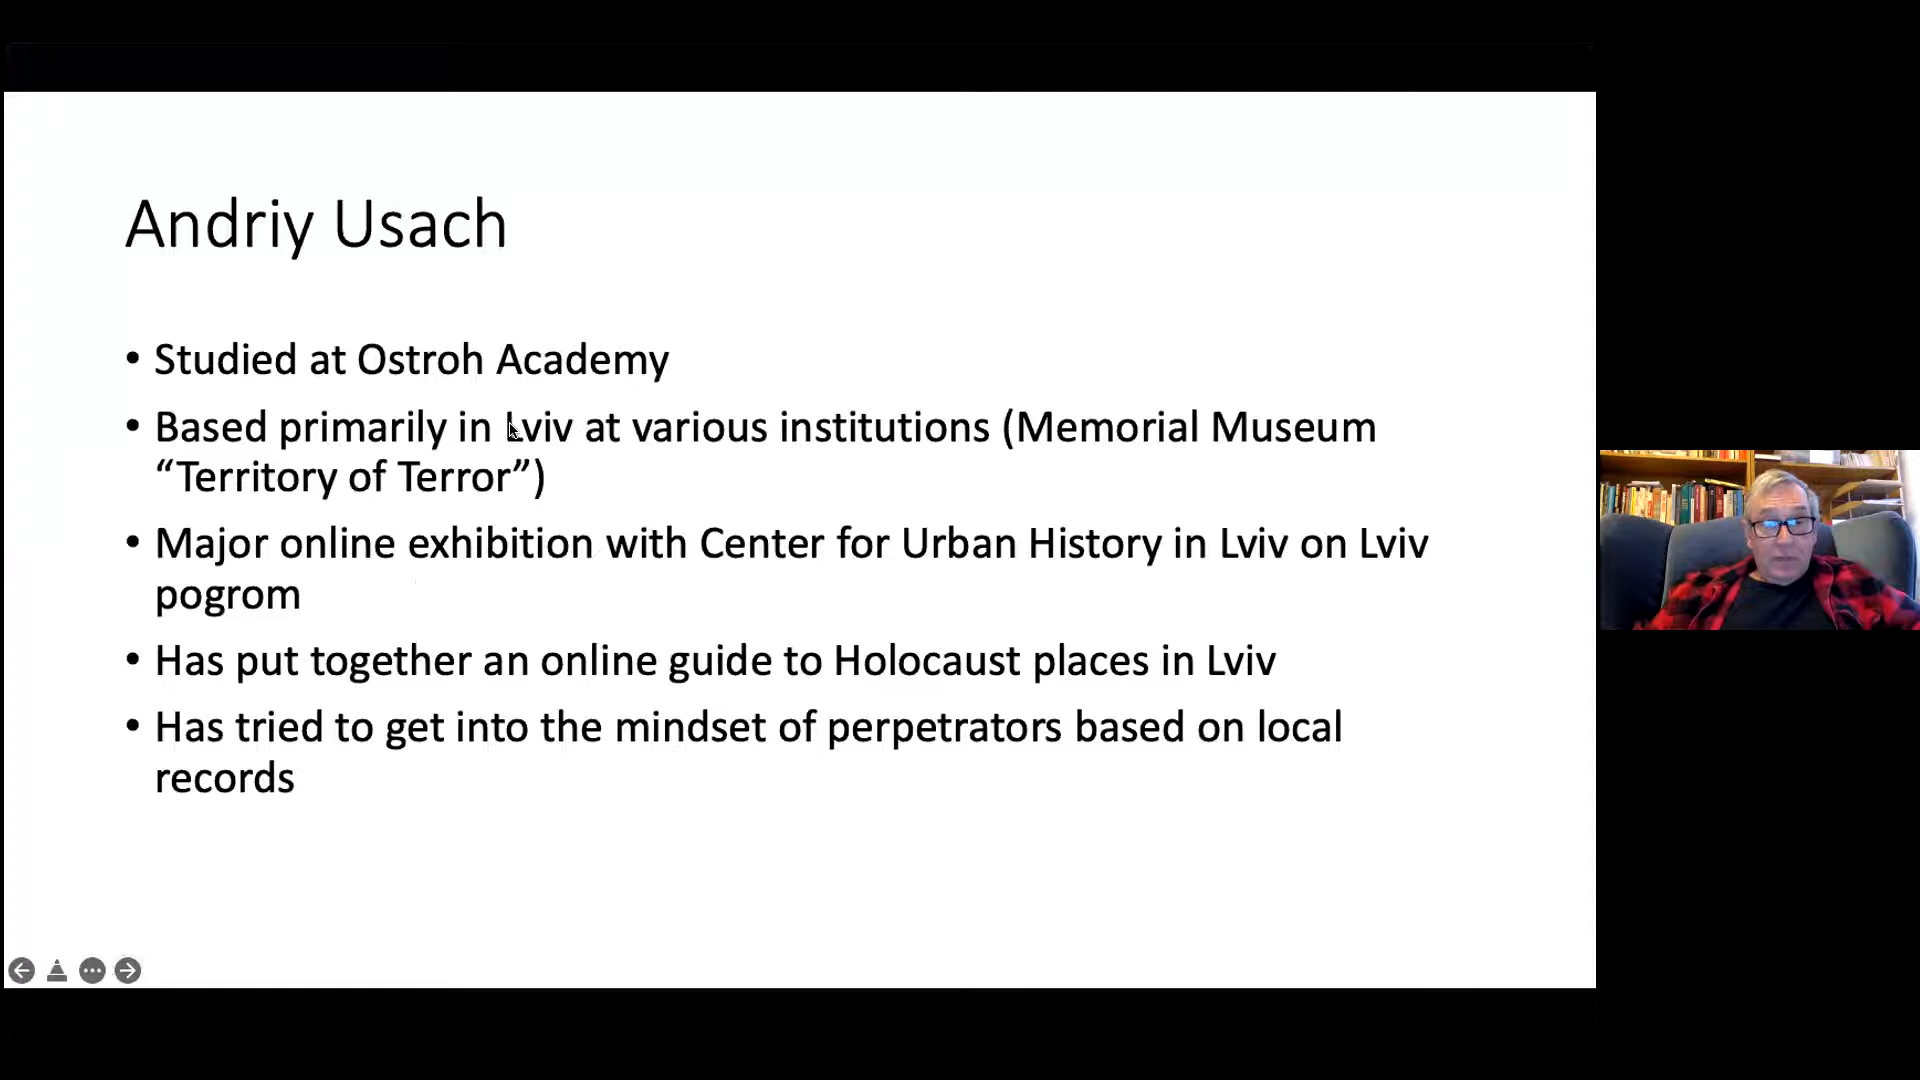 Andriy Usach
• Studied at Ostroh Academy
• Based primarily in Lviv at various institutions (Memorial Museum
“Territory of Terror”)
• Major online exhibition with Center for Urban History in Lviv on Lviv
pogrom
• Has put together an online guide to Holocaust places in Lviv
• Has tried to get into the mindset of perpetrators based on local
records